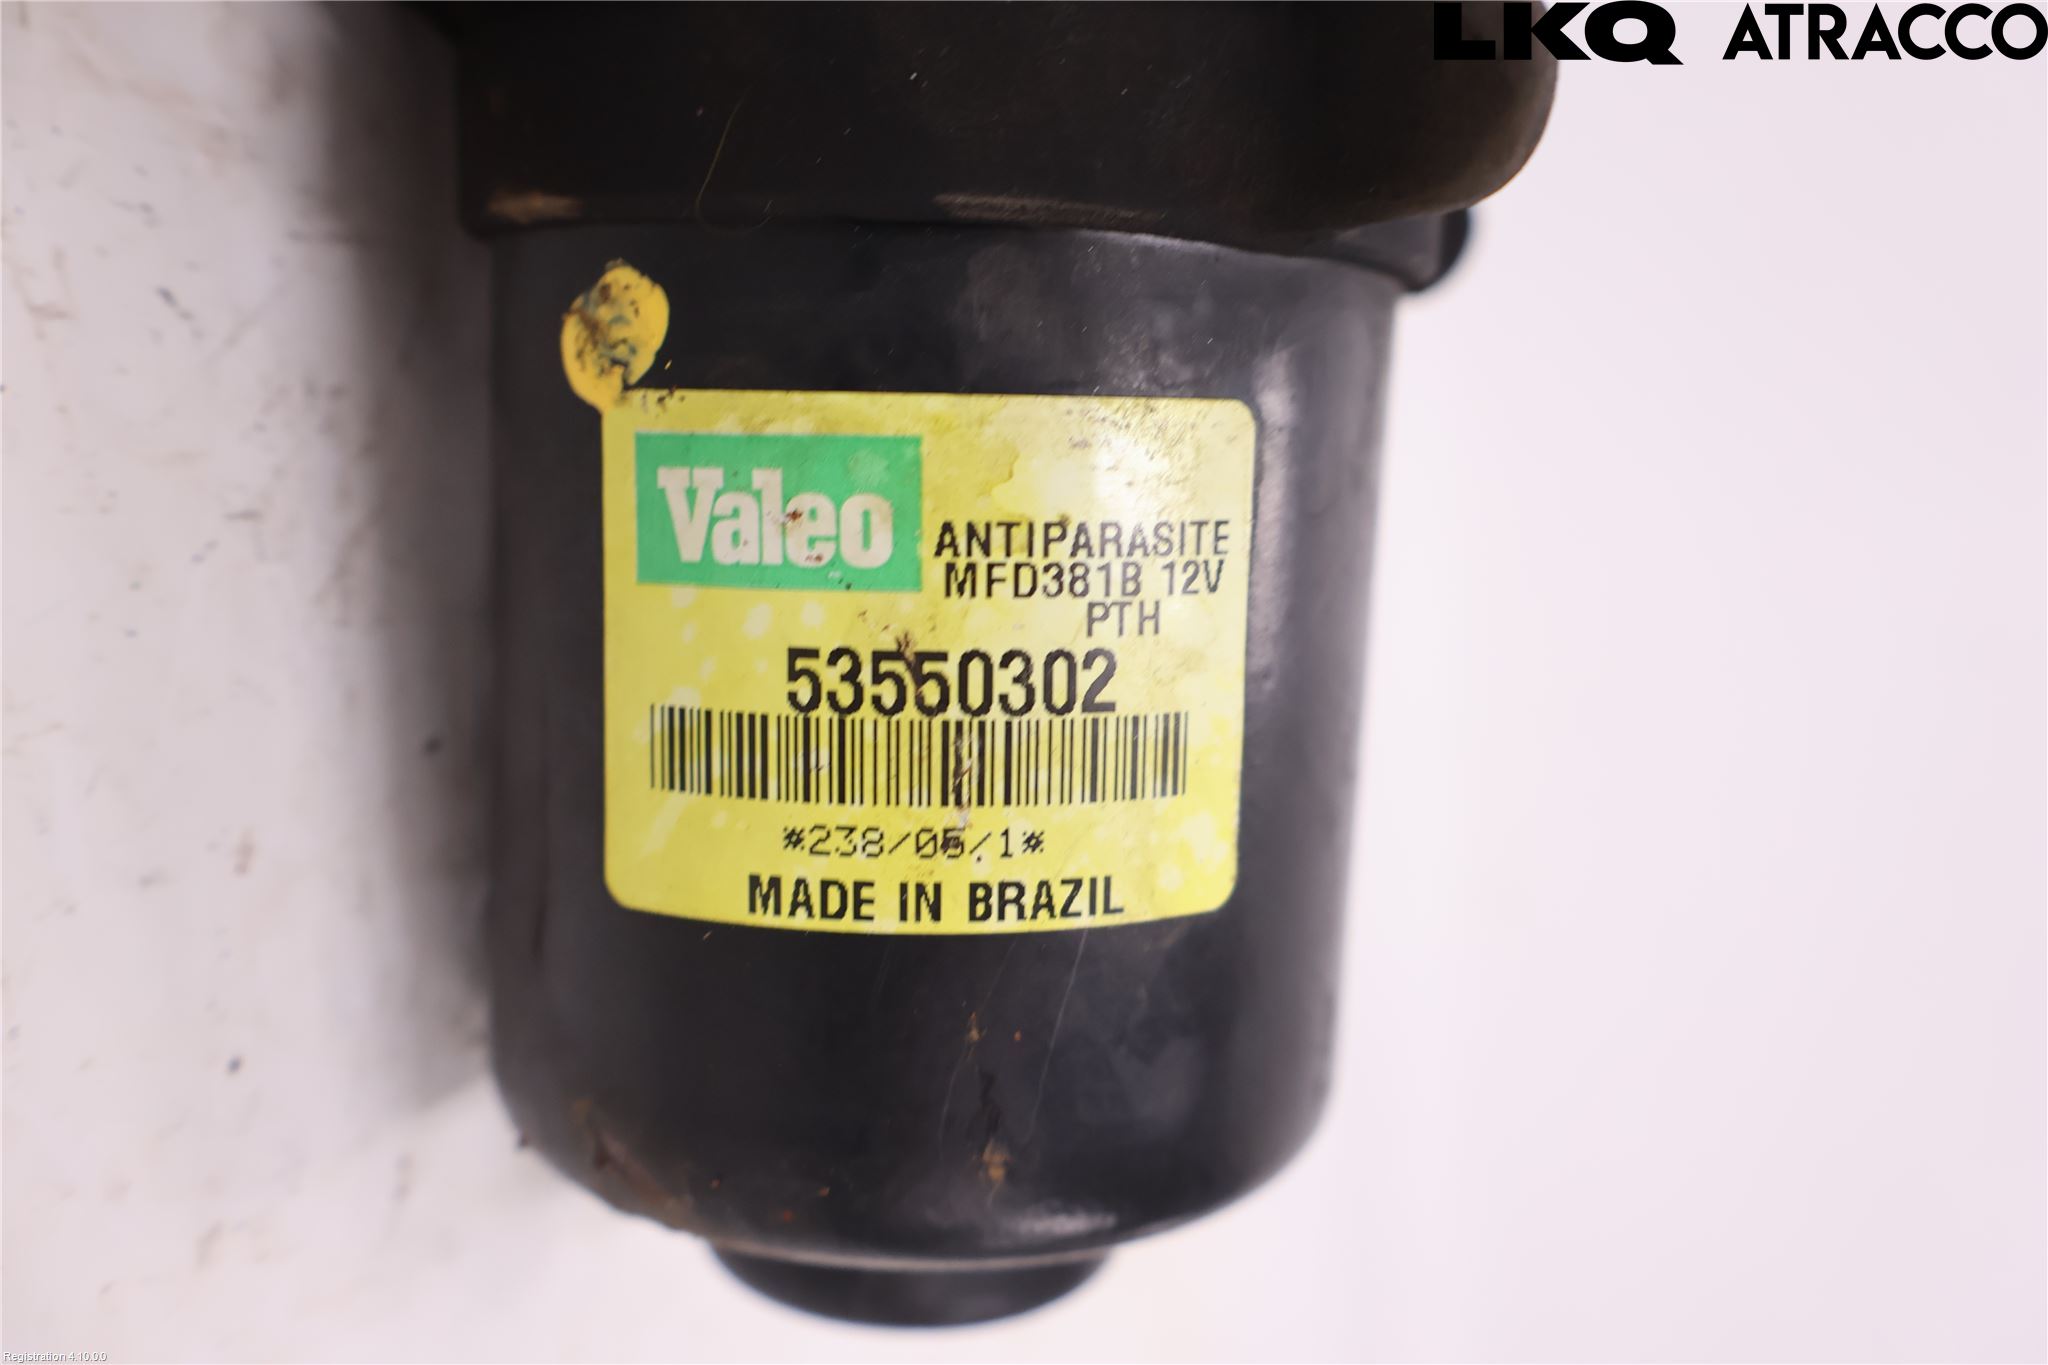 LKQ ATRACCO
Valeo
ANTIPARASITE
MFD381B 12V
PTH
53550302
*238/05/1*
MADE IN BRAZIL
Registration 4.10.0.0